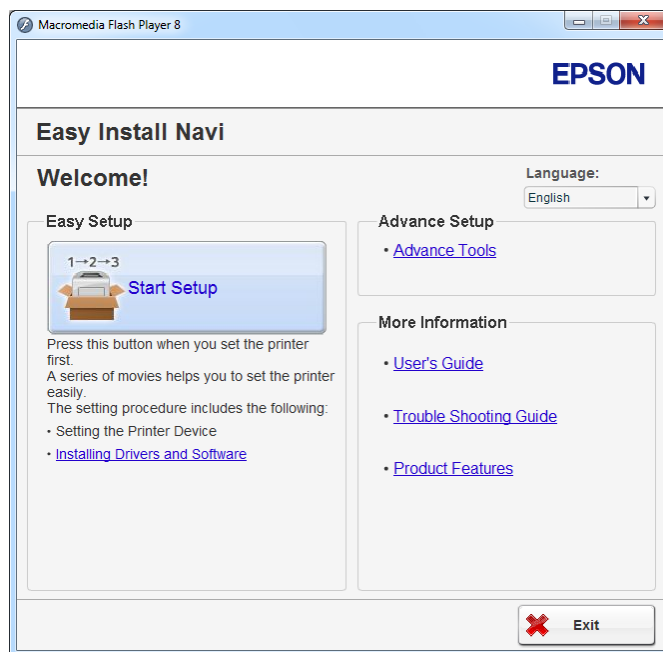 Macromedia Flash Player 8
EPSON
Easy Install Navi
Welcome!
Language:
English
Easy Setup
1→2→3
Start Setup
Press this button when you set the printer
first.
A series of movies helps you to set the printer
easily.
The setting procedure includes the following:
• Setting the Printer Device
• Installing Drivers and Software
Advance Setup
• Advance Tools
More Information
• User's Guide
• Trouble Shooting Guide
• Product Features
Exit